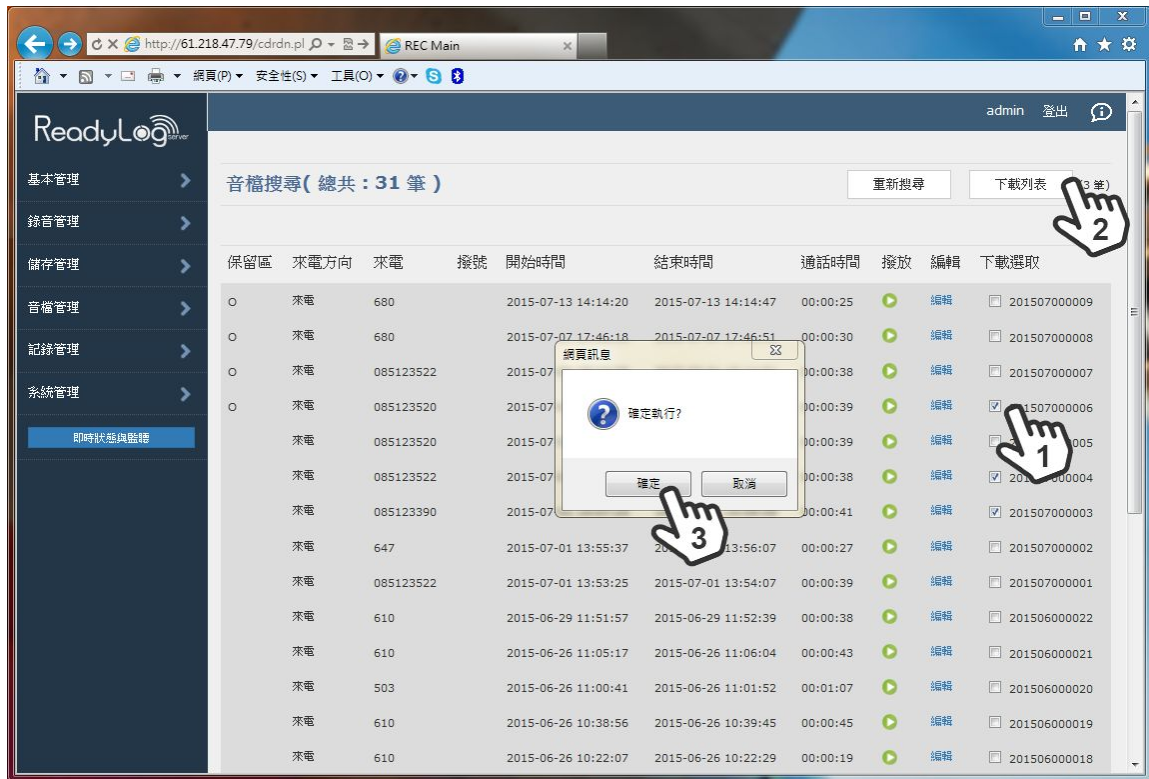 http://61.218.47.79/cdrdn.pl REC Main
網頁(P) 安全性(S) 工具(O)
ReadyLog server
admin 登出
基本管理
錄音管理
儲存管理
音檔管理
記錄管理
系統管理
即時狀態與監聽
音檔搜尋( 總共 : 31 筆 ) 重新搜尋 下載列表 (3 筆)
2
保留區 來電方向 來電 撥號 開始時間 結束時間 通話時間 撥放 編輯 下載選取
O 來電 680 2015-07-13 14:14:20 2015-07-13 14:14:47 00:00:25 編輯 201507000009
O 來電 680 2015-07-07 17:46:18 2015-07-07 17:46:51 00:00:30 編輯 201507000008
O 來電 085123522 2015-07 00:00:38 編輯 201507000007
O 來電 085123520 2015-07 00:00:39 編輯 201507000006
來電 085123520 2015-07 00:00:39 編輯 005
來電 085123522 2015-07 00:00:38 編輯 201507000004
來電 085123390 2015-07 00:00:41 編輯 201507000003
來電 647 2015-07-01 13:55:37 13:56:07 00:00:27 編輯 201507000002
來電 085123522 2015-07-01 13:53:25 2015-07-01 13:54:07 00:00:39 編輯 201507000001
來電 610 2015-06-29 11:51:57 2015-06-29 11:52:39 00:00:38 編輯 201506000022
來電 610 2015-06-26 11:05:17 2015-06-26 11:06:04 00:00:43 編輯 201506000021
來電 503 2015-06-26 11:00:41 2015-06-26 11:01:52 00:01:07 編輯 201506000020
來電 610 2015-06-26 10:38:56 2015-06-26 10:39:45 00:00:45 編輯 201506000019
來電 610 2015-06-26 10:22:07 2015-06-26 10:22:29 00:00:19 編輯 201506000018
網頁訊息
確定執行?
確定 取消
1
3